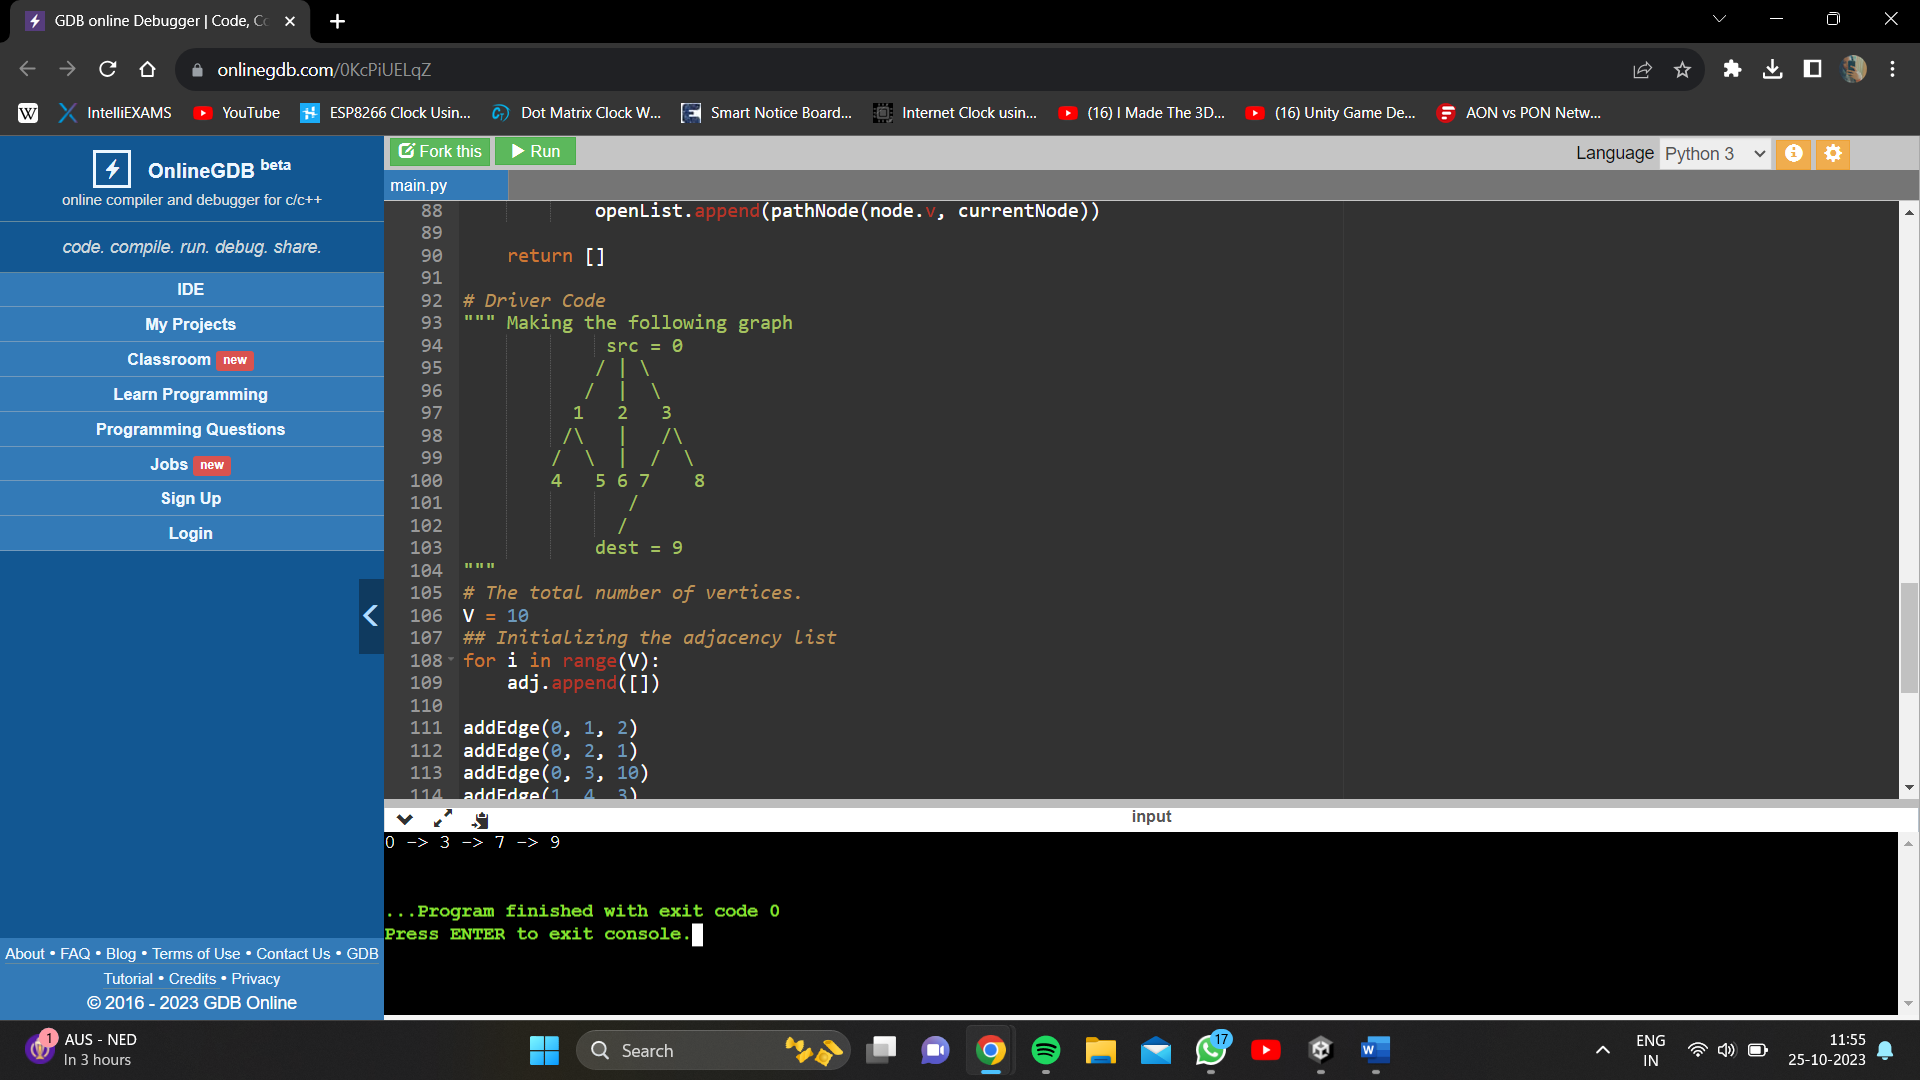 GDB online Debugger | Code, Co
onlinegdb.com/0KcPiUELqZ
W IntelliEXAMS YouTube ESP8266 Clock Usin... Dot Matrix Clock W... Smart Notice Board... Internet Clock usin... (16) I Made The 3D... (16) Unity Game De... AON vs PON Netw...
OnlineGDB beta
online compiler and debugger for c/c++
code. compile. run. debug. share.
IDE
My Projects
Classroom new
Learn Programming
Programming Questions
Jobs new
Sign Up
Login
About • FAQ • Blog • Terms of Use • Contact Us • GDB
Tutorial • Credits • Privacy
© 2016 - 2023 GDB Online
Fork this Run Language Python 3
main.py
88 openList.append(pathNode(node.v, currentNode))
89
90 return []
91
92 # Driver Code
93 """ Making the following graph
94 src = 0
95 / | \
96 / | \
97 1 2 3
98 /\ | /\
99 / \ | / \
100 4 5 6 7 8
101 /
102 /
103 dest = 9
104 """
105 # The total number of vertices.
106 V = 10
107 ## Initializing the adjacency list
108 for i in range(V):
109 adj.append([])
110
111 addEdge(0, 1, 2)
112 addEdge(0, 2, 1)
113 addEdge(0, 3, 10)
114 addEdge(1, 4, 3)
input
0 -> 3 -> 7 -> 9
...Program finished with exit code 0
Press ENTER to exit console.
1 AUS - NED
In 3 hours
Search
17
W
ENG
IN
11:55
25-10-2023